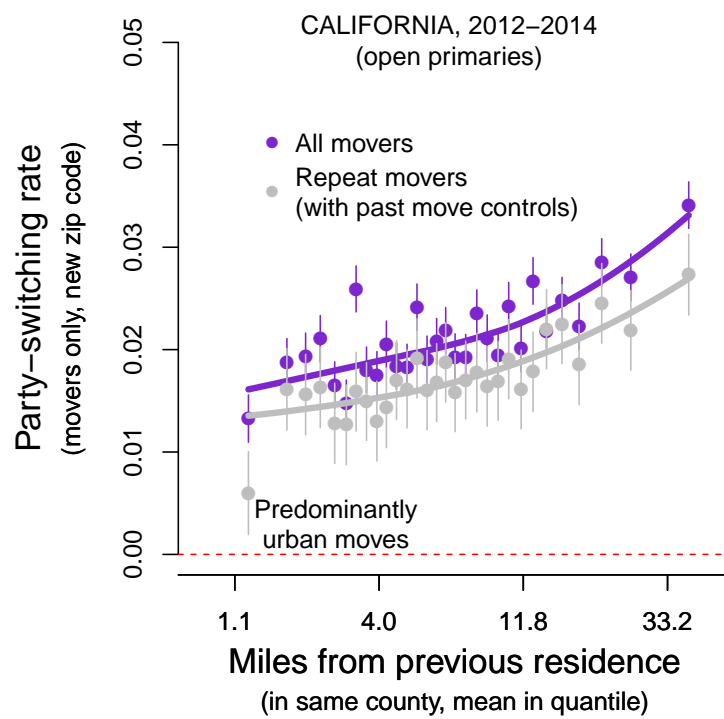 CALIFORNIA, 2012−2014
(open primaries)
All movers
Repeat movers
(with past move controls)
Party−switching rate
(movers only, new zip code)
0.05
0.04
0.03
0.02
0.01
0.00
Predominantly
urban moves
1.1
4.0
11.8
33.2
Miles from previous residence
(in same county, mean in quantile)